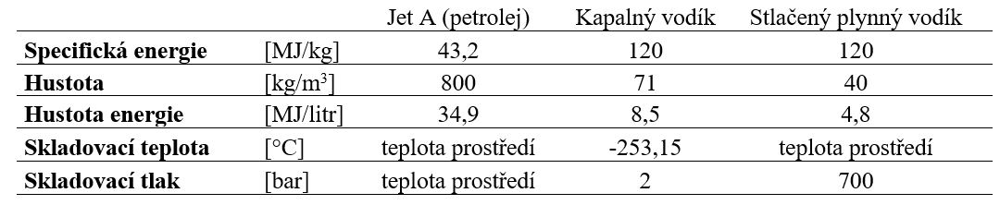 Jet A (petrolej) Kapalný vodík Stlačený plynný vodík
Specifická energie [MJ/kg] 43,2 120 120
Hustota [kg/m³] 800 71 40
Hustota energie [MJ/litr] 34,9 8,5 4,8
Skladovací teplota [°C] teplota prostředí -253,15 teplota prostředí
Skladovací tlak [bar] teplota prostředí 2 700